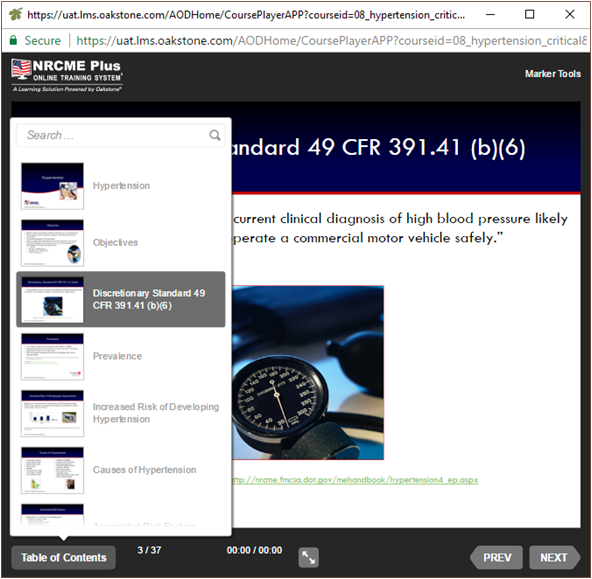 https://uat.lms.oakstone.com/AODHome/CoursePlayerAPP?courseid=08_hypertension_critic...
Secure | https://uat.lms.oakstone.com/AODHome/CoursePlayerAPP?courseid=08_hypertension_critical&
NRCME Plus
ONLINE TRAINING SYSTEM
A Learning Solution Powered by Oakstone
Marker Tools
Search...
andard 49 CFR 391.41 (b)(6)
Hypertension
current clinical diagnosis of high blood pressure likely
Objectives
perate a commercial motor vehicle safely.”
Discretionary Standard 49
CFR 391.41 (b)(6)
Prevalence
Increased Risk of Developing
Hypertension
Causes of Hypertension
http://nrcme.fmcsa.dot.gov/mehandbook/hypertension4_ep.aspx
Table of Contents
3 / 37
00:00 / 00:00
PREV
NEXT